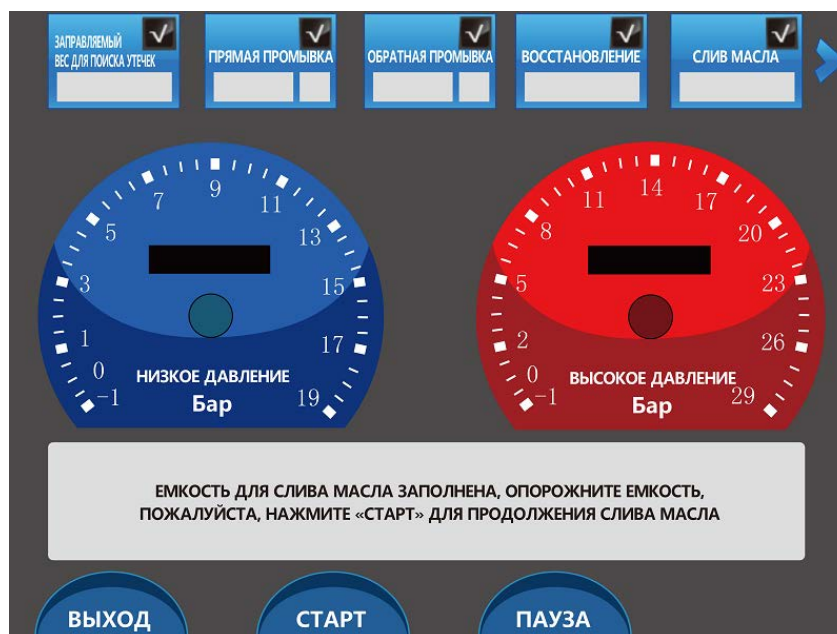 ЗАПРАВЛЯЕМЫЙ
ВЕС ДЛЯ ПОИСКА УТЕЧЕК
ПРЯМАЯ ПРОМЫВКА
ОБРАТНАЯ ПРОМЫВКА
ВОССТАНОВЛЕНИЕ
СЛИВ МАСЛА
-1
0
1
3
5
7
9
11
13
15
17
19
НИЗКОЕ ДАВЛЕНИЕ
Бар
-1
0
2
5
8
11
14
17
20
23
26
29
ВЫСОКОЕ ДАВЛЕНИЕ
Бар
ЕМКОСТЬ ДЛЯ СЛИВА МАСЛА ЗАПОЛНЕНА, ОПОРОЖНИТЕ ЕМКОСТЬ,
ПОЖАЛУЙСТА, НАЖМИТЕ «СТАРТ» ДЛЯ ПРОДОЛЖЕНИЯ СЛИВА МАСЛА
ВЫХОД
СТАРТ
ПАУЗА